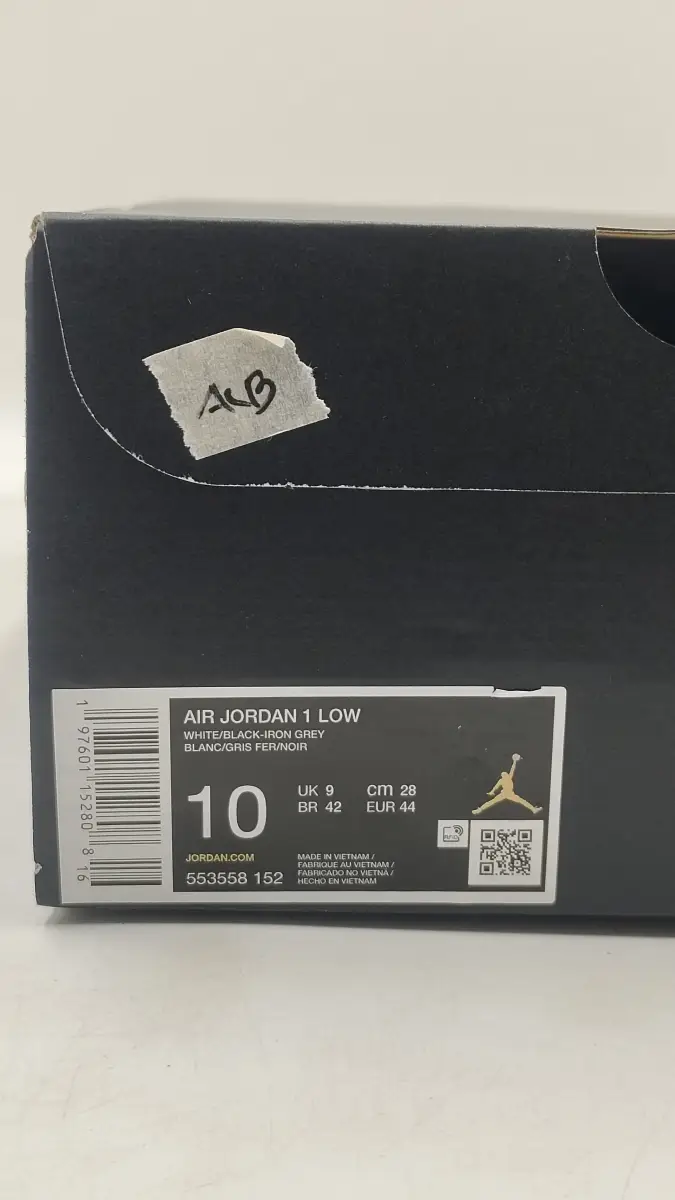 ACB
AIR JORDAN 1 LOW
WHITE/BLACK-IRON GREY
BLANC/GRIS FER/NOIR
10
UK 9 cm 28
BR 42 EUR 44
JORDAN.COM
553558 152
MADE IN VIETNAM /
FABRIQUE AU VIETNAM /
FABRICADO NO VIETNÃ /
HECHO EN VIETNAM
RFID
1 97601 15280 8 16